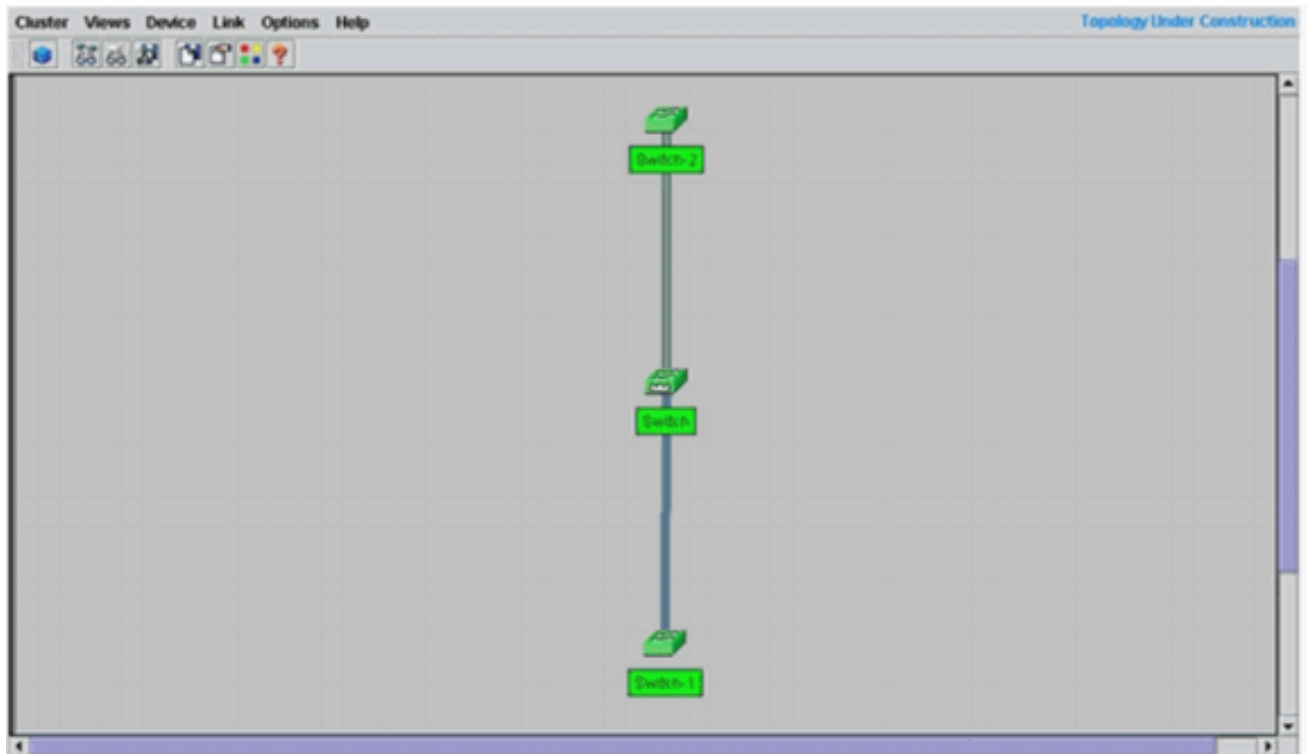 Cluster Views Device Link Options Help Topology Under Construction
?
Switch-2
Switch
Switch-1